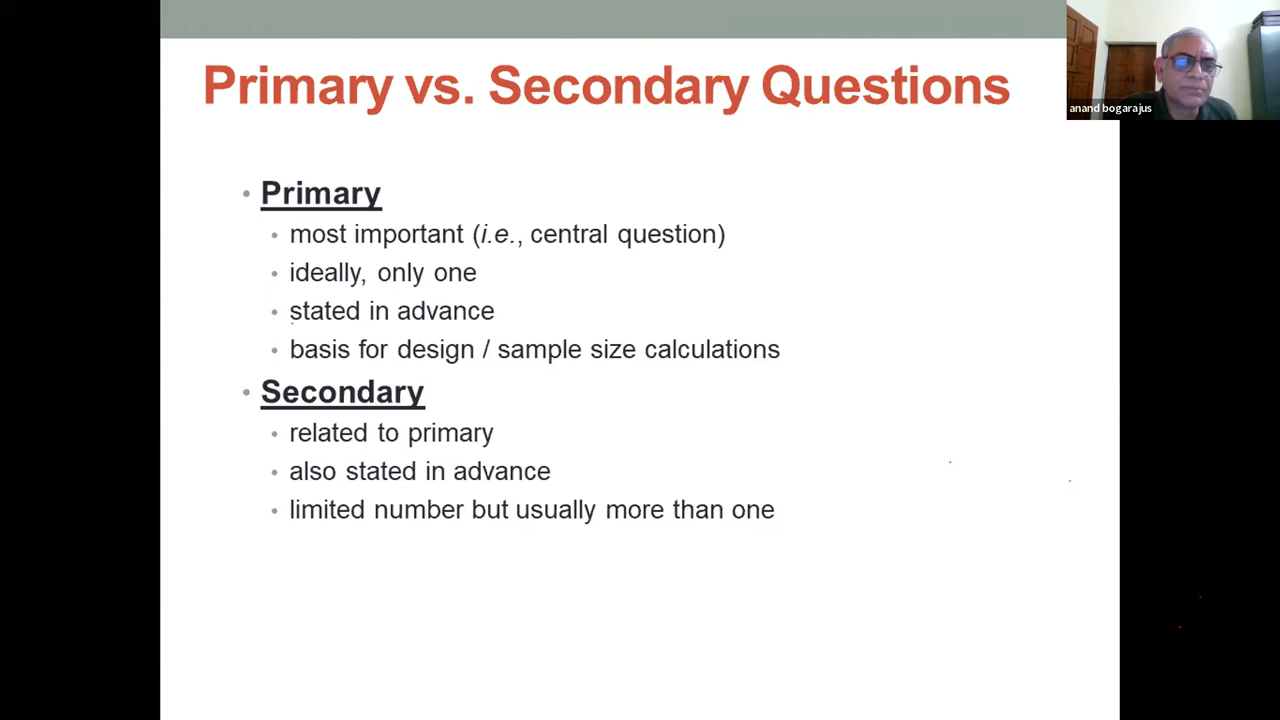 Primary vs. Secondary Questions
anand bogarajus
• Primary
• most important (i.e., central question)
• ideally, only one
• stated in advance
• basis for design / sample size calculations
• Secondary
• related to primary
• also stated in advance
• limited number but usually more than one